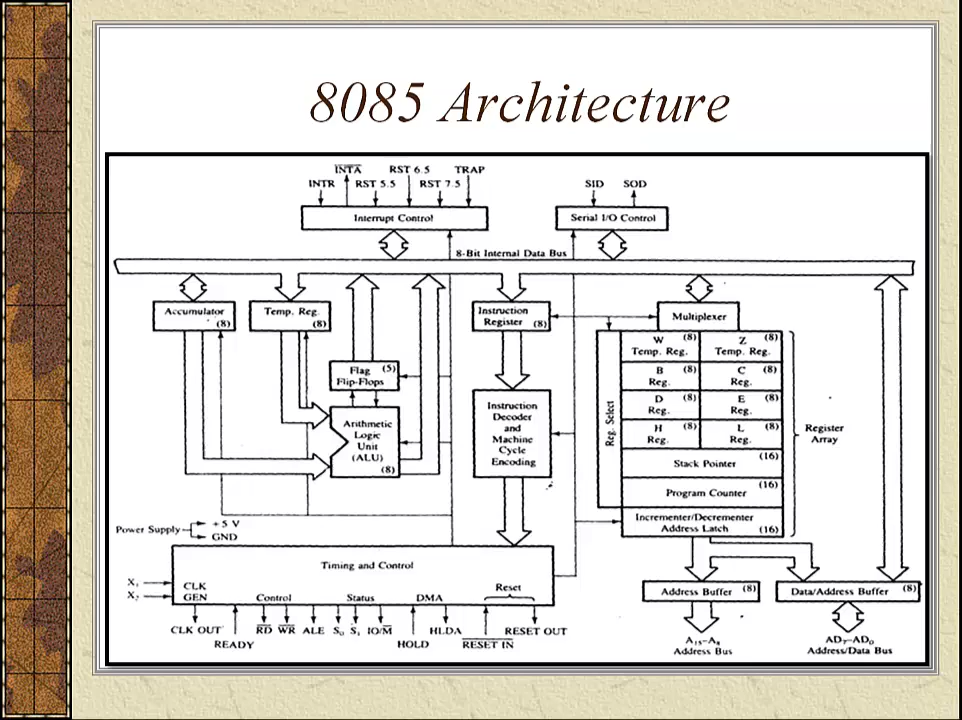 8085 Architecture
INTA RST 6.5 TRAP
INTR RST 5.5 RST 7.5 SID SOD
Interrupt Control
Serial I/O Control
8-Bit Internal Data Bus
Accumulator
(8)
Temp. Reg.
(8)
Instruction
Register (8)
Multiplexer
Flag (5)
Flip-Flops
Arithmetic
Logic
Unit
(ALU)
(8)
Instruction
Decoder
and
Machine
Cycle
Encoding
Reg. Select
W (8)
Temp. Reg.
Z (8)
Temp. Reg.
B (8)
Reg.
C (8)
Reg.
D (8)
Reg.
E (8)
Reg.
H (8)
Reg.
L (8)
Reg.
Stack Pointer (16)
Program Counter (16)
Incrementer/Decrementer
Address Latch (16)
Register
Array
Power Supply
+5 V
GND
Timing and Control
X₁
X₂
CLK
GEN
Control
Status
DMA
Reset
CLK OUT RD WR ALE S₀ S₁ IO/M HLDA RESET OUT
READY HOLD RESET IN
Address Buffer (8)
Data/Address Buffer (8)
A₁₅–A₈
Address Bus
AD₇–AD₀
Address/Data Bus